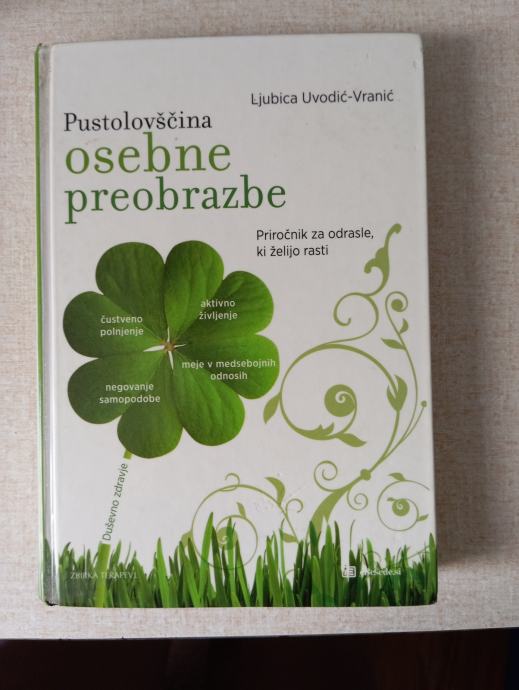 Ljubica Uvodić-Vranić
Pustolovščina
osebne
preobrazbe
Priročnik za odrasle,
ki želijo rasti
čustveno
polnjenje
aktivno
življenje
meje v medsebojnih
odnosih
negovanje
samopodobe
Duševno zdravje
ZBIRKA TERAPEVT